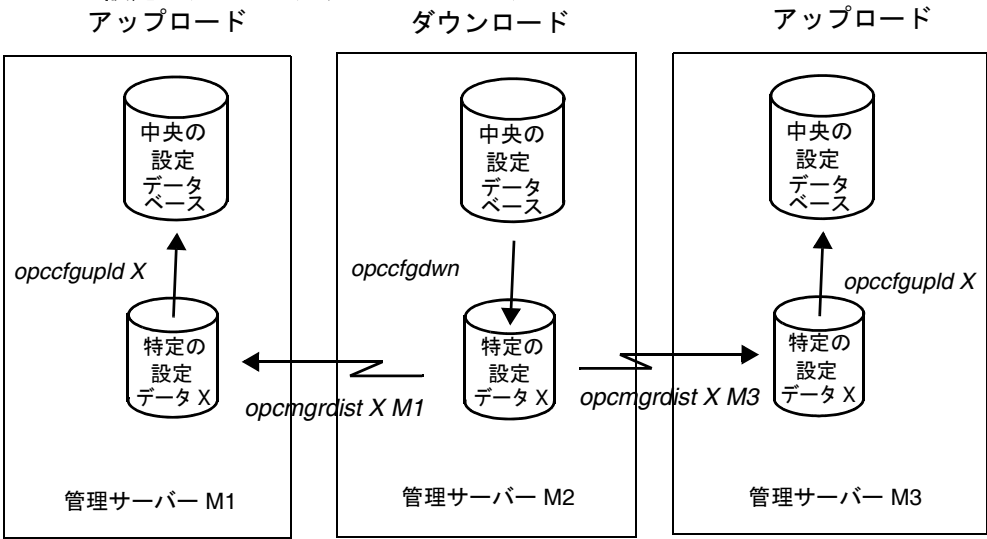 アップロード
ダウンロード
アップロード
中央の
設定
データ
ベース
opccfgupld X
特定の
設定
データ X
管理サーバー M1
中央の
設定
データ
ベース
opccfgdwn
特定の
設定
データ X
opcmgrdist X M1
opcmgrdist X M3
管理サーバー M2
中央の
設定
データ
ベース
opccfgupld X
特定の
設定
データ X
管理サーバー M3